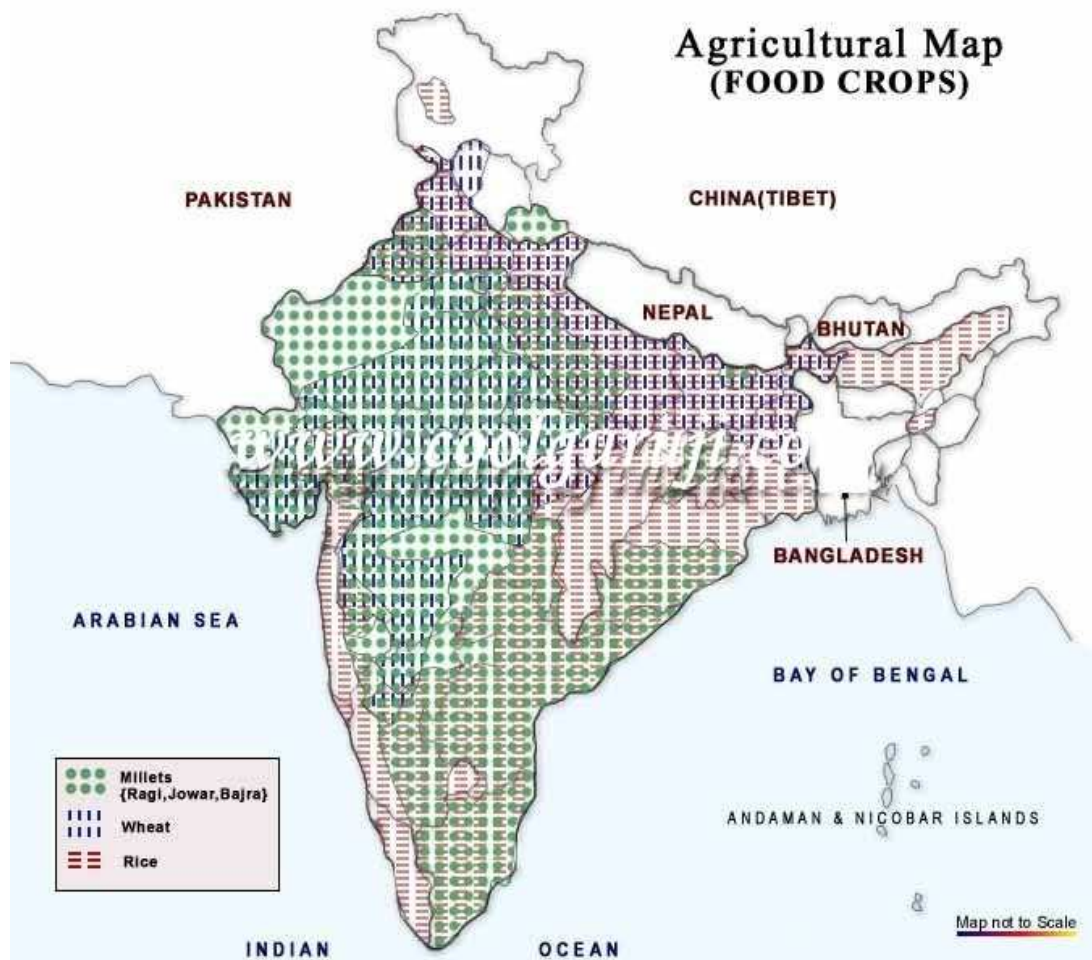 Agricultural Map
(FOOD CROPS)
PAKISTAN
CHINA(TIBET)
NEPAL
BHUTAN
BANGLADESH
ARABIAN SEA
BAY OF BENGAL
Millets
{Ragi,Jowar,Bajra}
Wheat
Rice
ANDAMAN & NICOBAR ISLANDS
Map not to Scale
INDIAN OCEAN